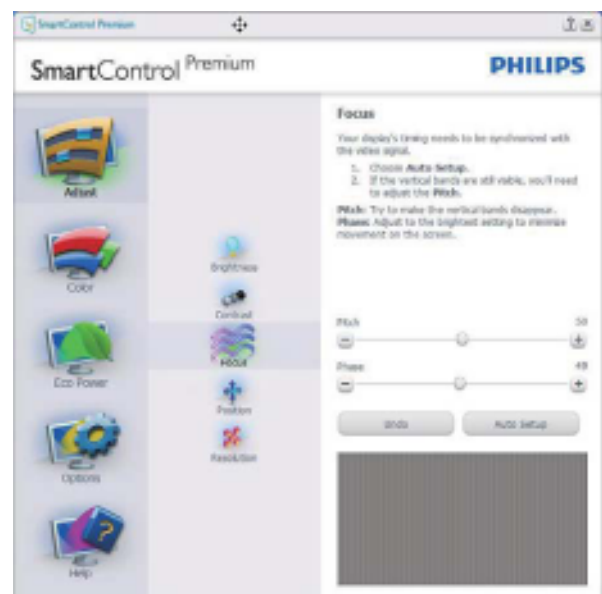 SmartControl Premium
SmartControl Premium
PHILIPS
Adjust
Color
Eco Power
Options
Help
Brightness
Contrast
Focus
Position
Resolution
Focus
Your display's timing needs to be synchronized with
the video signal.
1. Choose Auto Setup.
2. If the vertical bands are still visible, you'll need
to adjust the Pitch.
Pitch: Try to make the vertical bands disappear.
Phase: Adjust to the brightest setting to minimize
movement on the screen.
Pitch 50
Phase 49
Undo Auto Setup